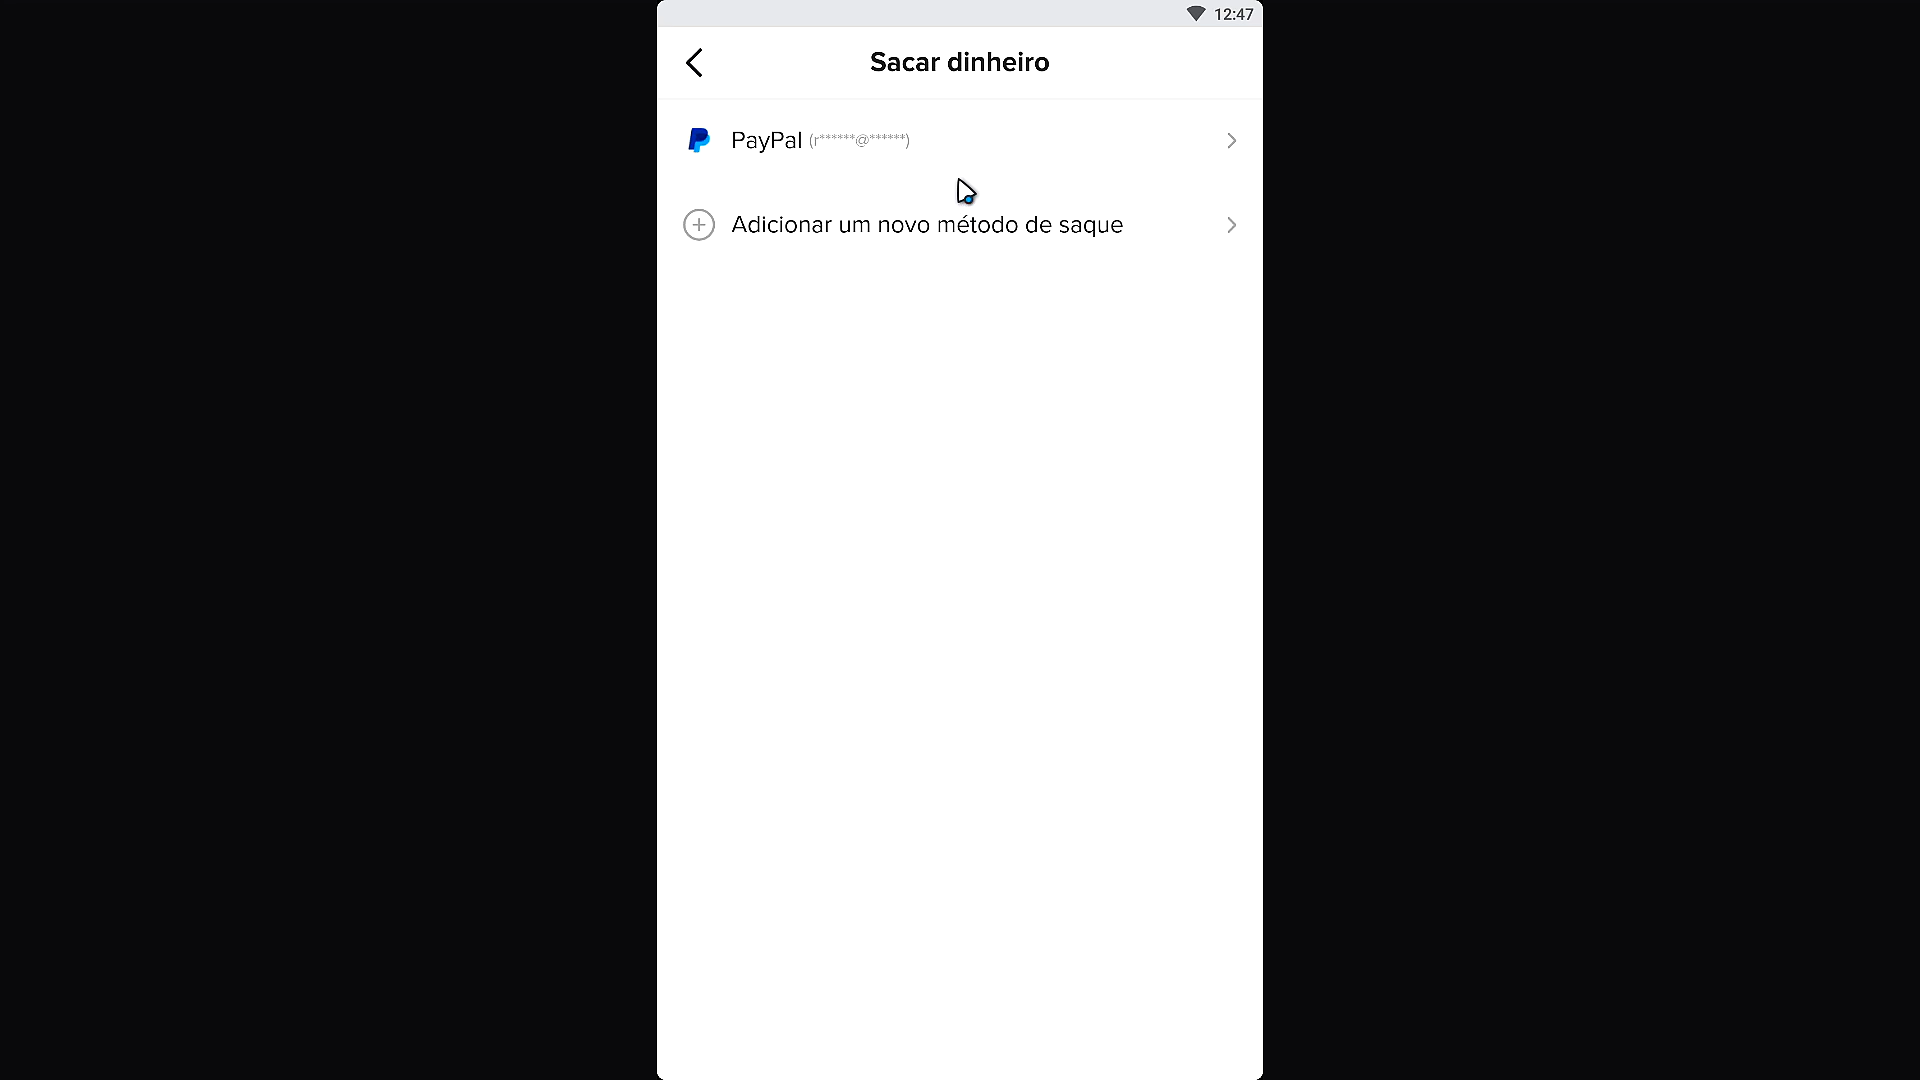 12:47
Sacar dinheiro
PayPal (r******@******)
Adicionar um novo método de saque